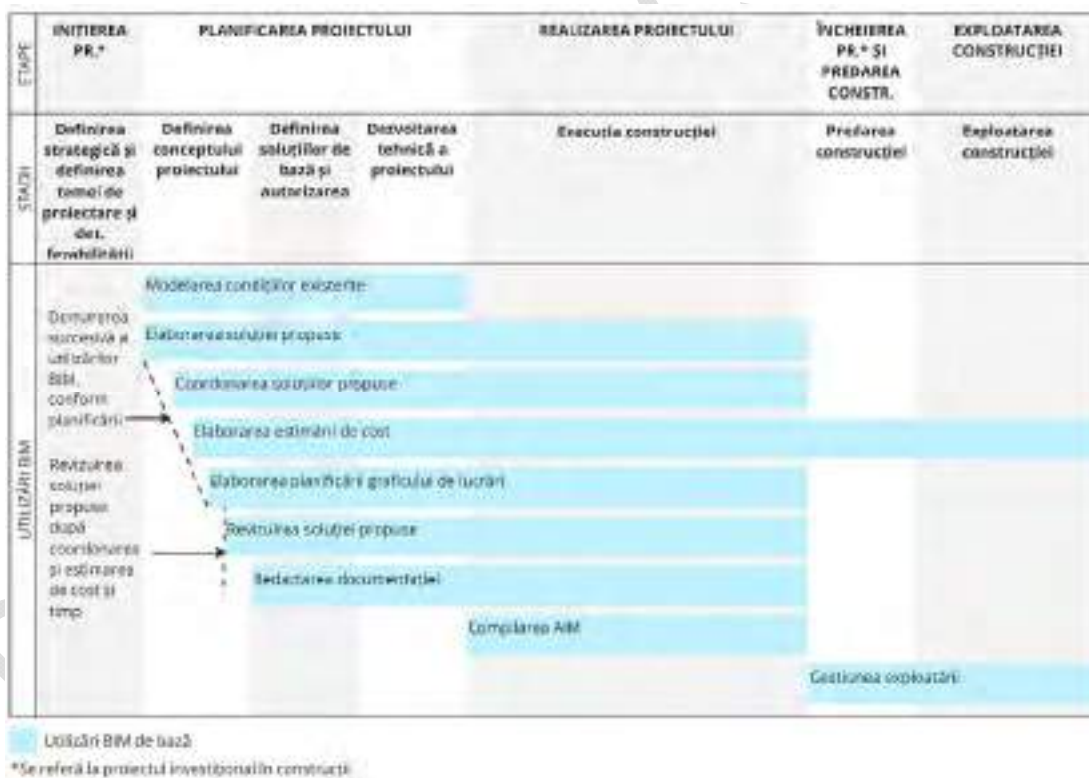 INIȚIEREA
PR.*
PLANIFICAREA PROIECTULUI
REALIZAREA PROIECTULUI
ÎNCHEIEREA
PR.* ȘI
PREDAREA
CONSTR.
EXPLOATAREA
CONSTRUCȚIEI
ETAPE
Definirea
strategică și
definirea
temei de
proiectare și
det.
fezabilității
Definirea
conceptului
proiectului
Definirea
soluțiilor de
bază și
autorizarea
Dezvoltarea
tehnică a
proiectului
Execuția construcției
Predarea
construcției
Exploatarea
construcției
STADII
UTILIZĂRI BIM
Demararea
succesivă a
utilizărilor
BIM,
conform
planificării
Revizuirea
soluției
propuse
după
coordonarea
și estimarea
de cost și
timp
Modelarea condițiilor existente
Elaborarea soluției propuse
Coordonarea soluțiilor propuse
Elaborarea estimării de cost
Elaborarea planificării graficului de lucrări
Revizuirea soluției propuse
Redactarea documentației
Compilarea AIM
Gestiunea exploatării
Utilizări BIM de bază
*Se referă la proiectul investițional în construcții